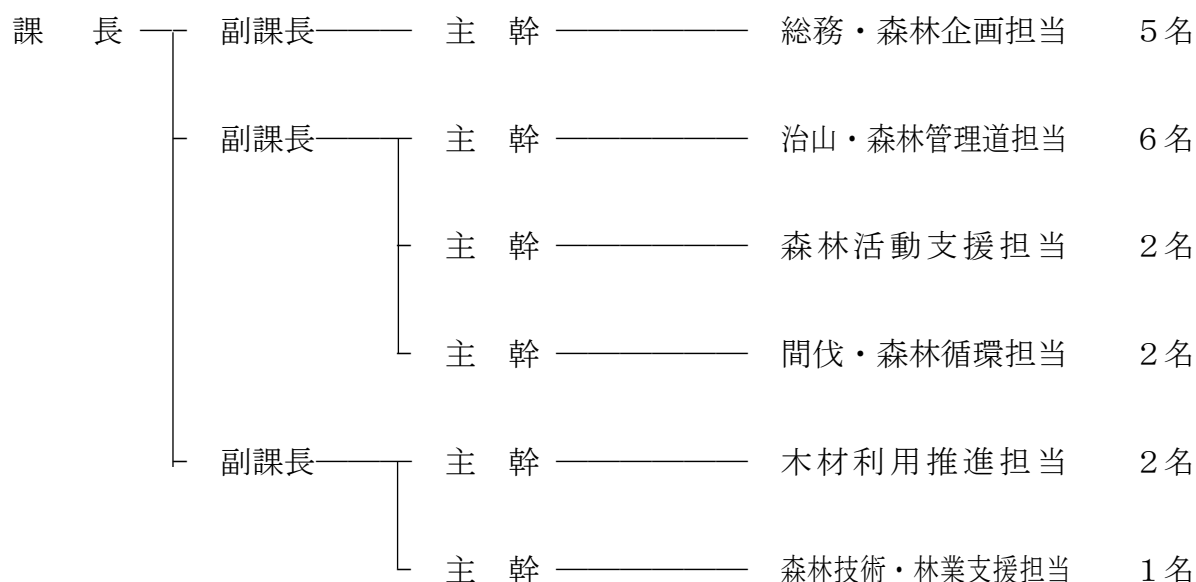 課　長　副課長　主　幹　総務・森林企画担当　５名
副課長　主　幹　治山・森林管理道担当　６名
主　幹　森林活動支援担当　２名
主　幹　間伐・森林循環担当　２名
副課長　主　幹　木材利用推進担当　２名
主　幹　森林技術・林業支援担当　１名